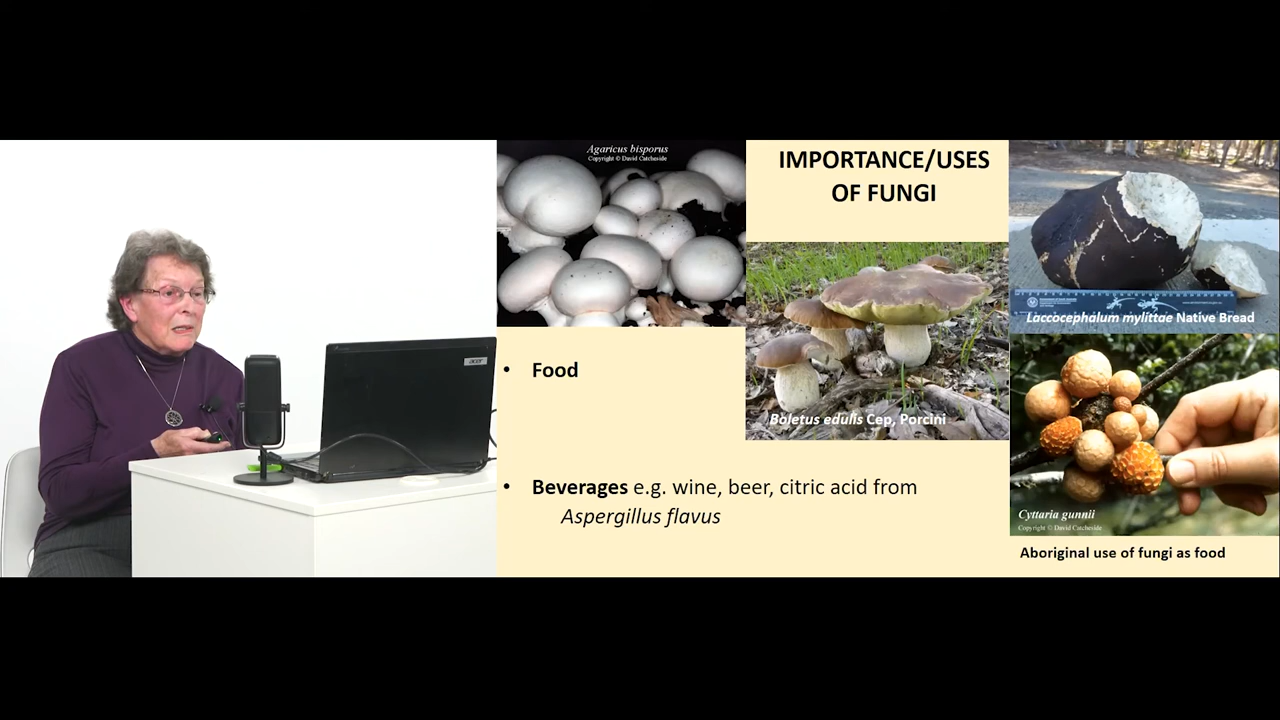 Agaricus bisporus
Copyright © David Catcheside
IMPORTANCE/USES
OF FUNGI
Laccocephalum mylittae Native Bread
Boletus edulis Cep, Porcini
• Food
• Beverages e.g. wine, beer, citric acid from
Aspergillus flavus
Cyttaria gunnii
Copyright © David Catcheside
Aboriginal use of fungi as food
acer